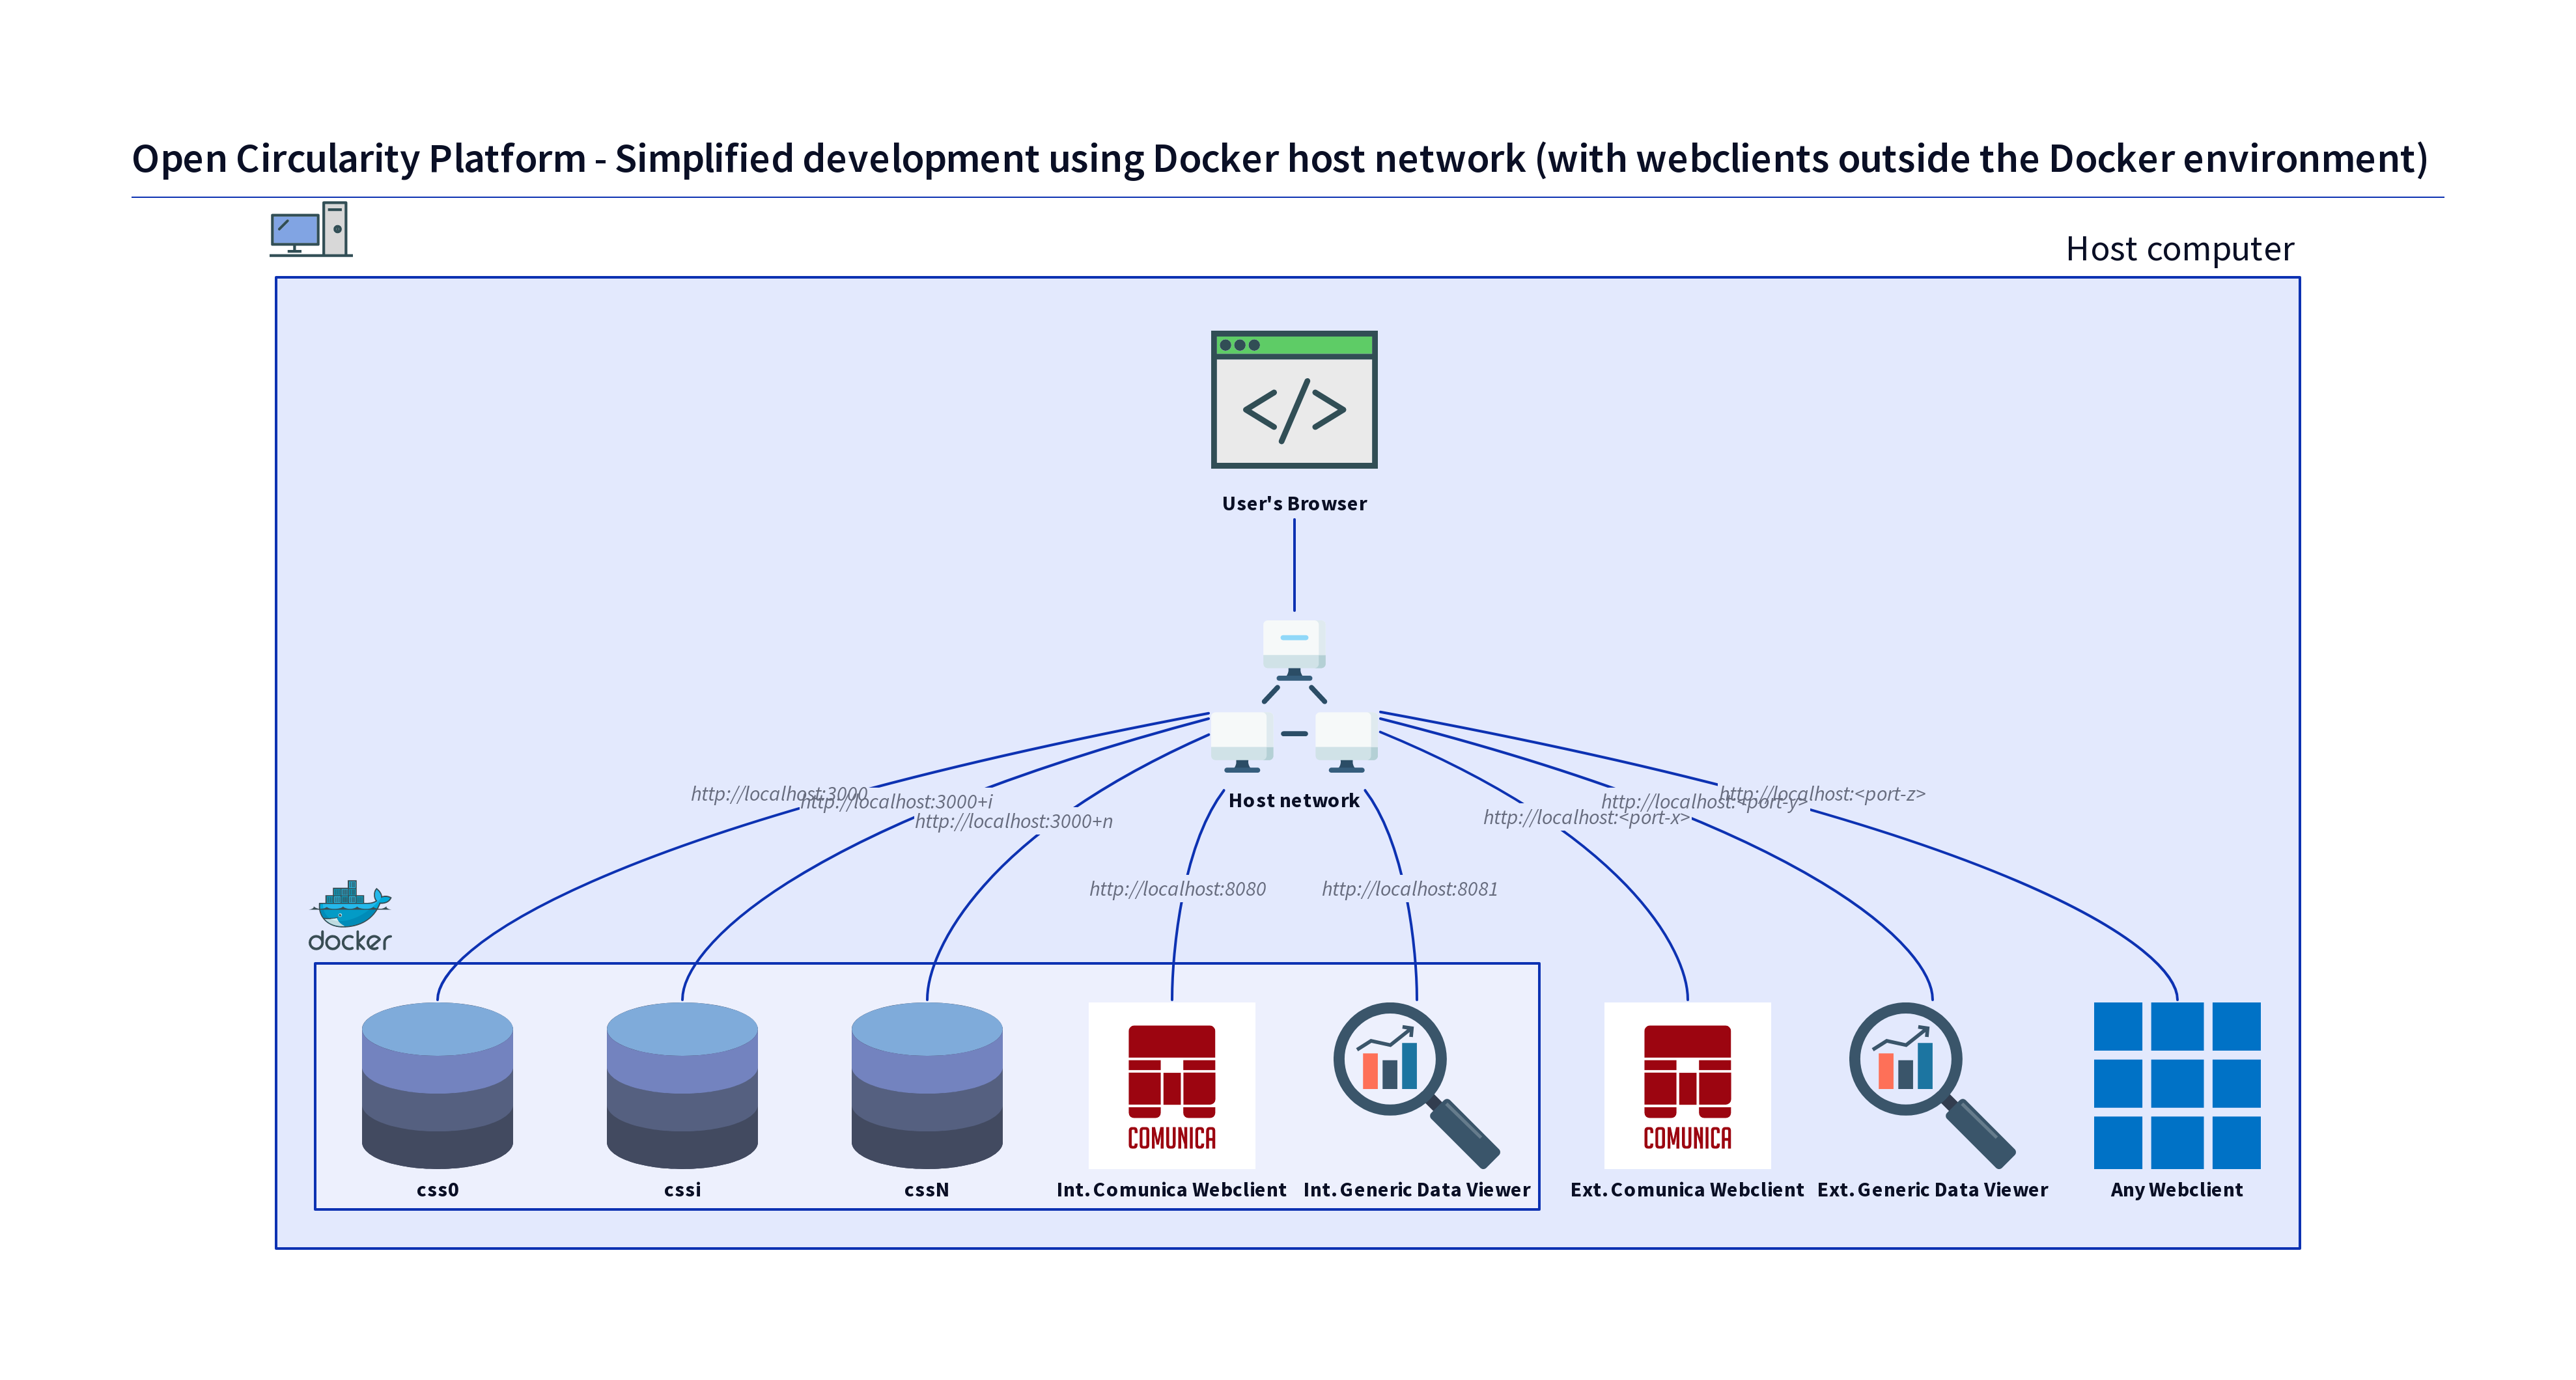 Open Circularity Platform - Simplified development using Docker host network (with webclients outside the Docker environment)
Host computer
User's Browser
Host network
http://localhost:3000
http://localhost:3000+i
http://localhost:3000+n
http://localhost:<port-x>
http://localhost:<port-y>
http://localhost:<port-z>
http://localhost:8080
http://localhost:8081
docker
COMUNICA
COMUNICA
css0
cssi
cssN
Int. Comunica Webclient
Int. Generic Data Viewer
Ext. Comunica Webclient
Ext. Generic Data Viewer
Any Webclient